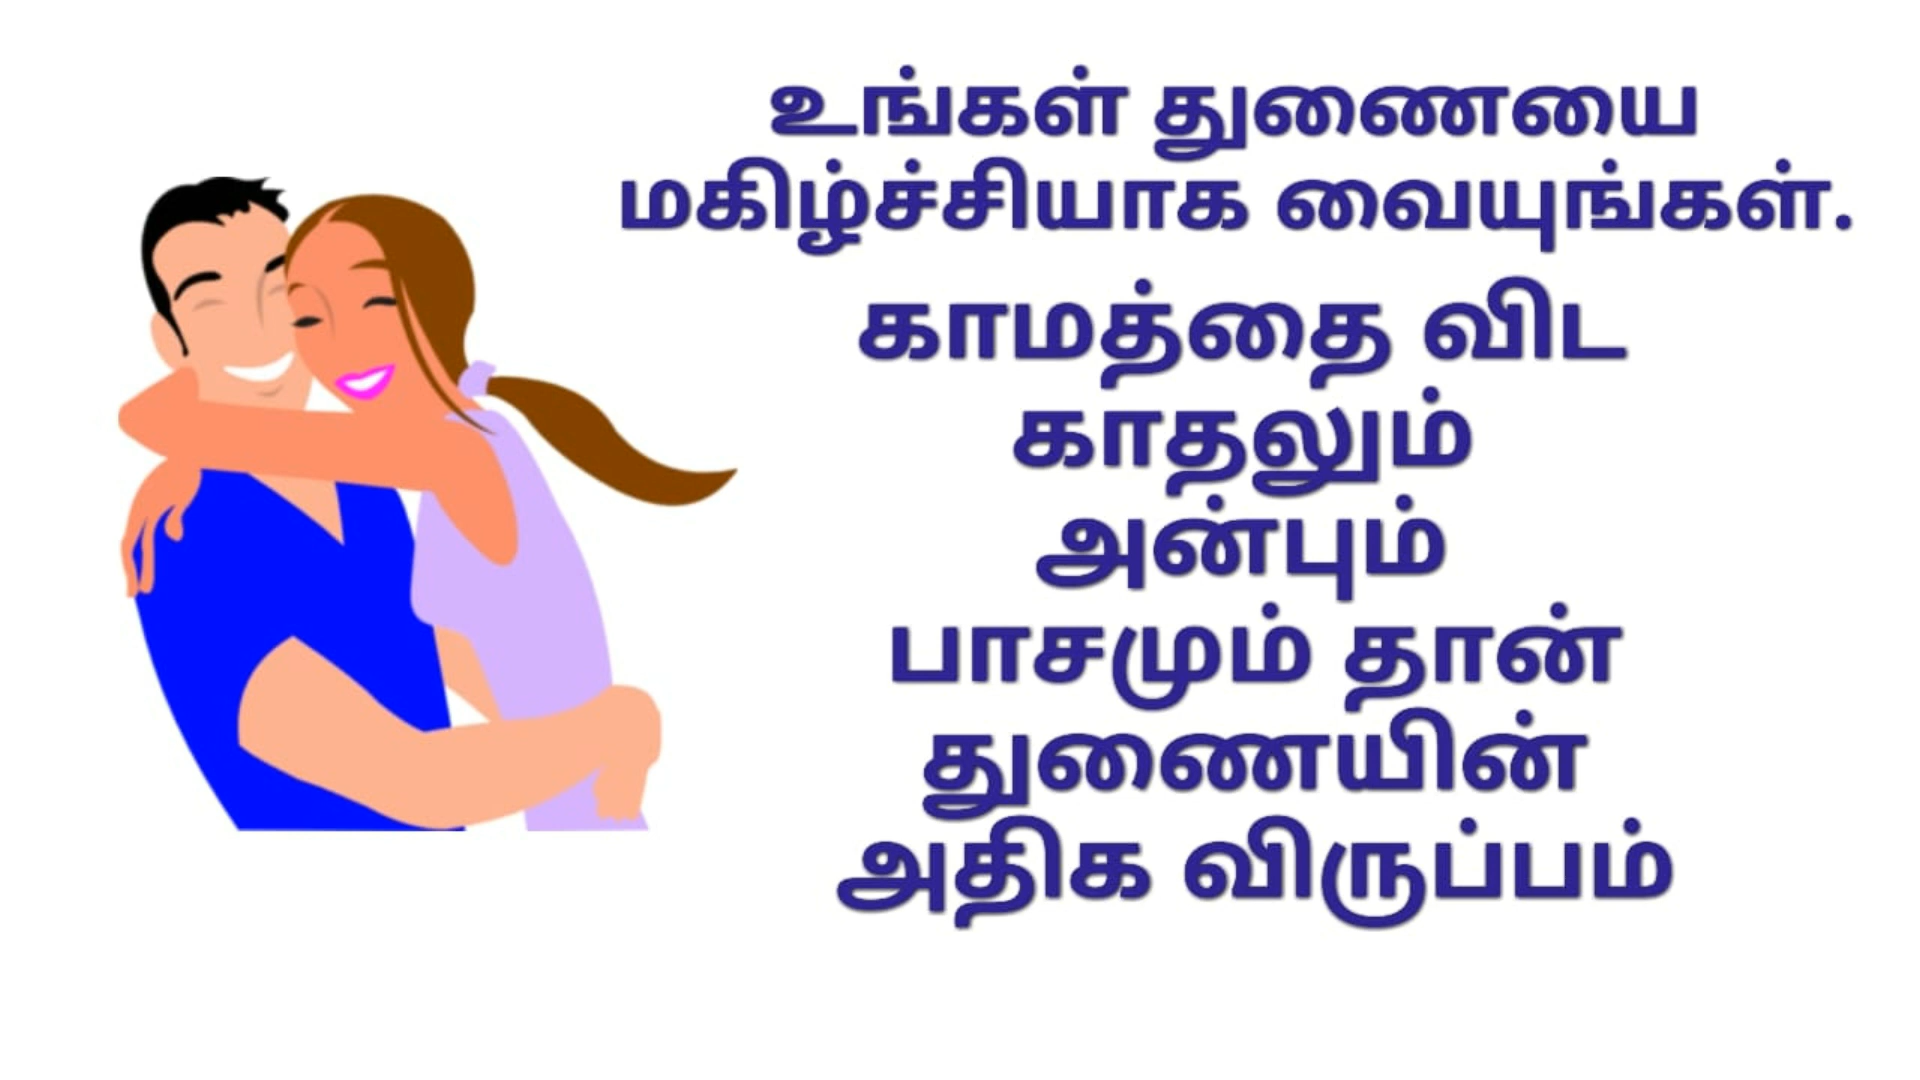 உங்கள் துணையை
மகிழ்ச்சியாக வையுங்கள்.
காமத்தை விட
காதலும்
அன்பும்
பாசமும் தான்
துணையின்
அதிக விருப்பம்